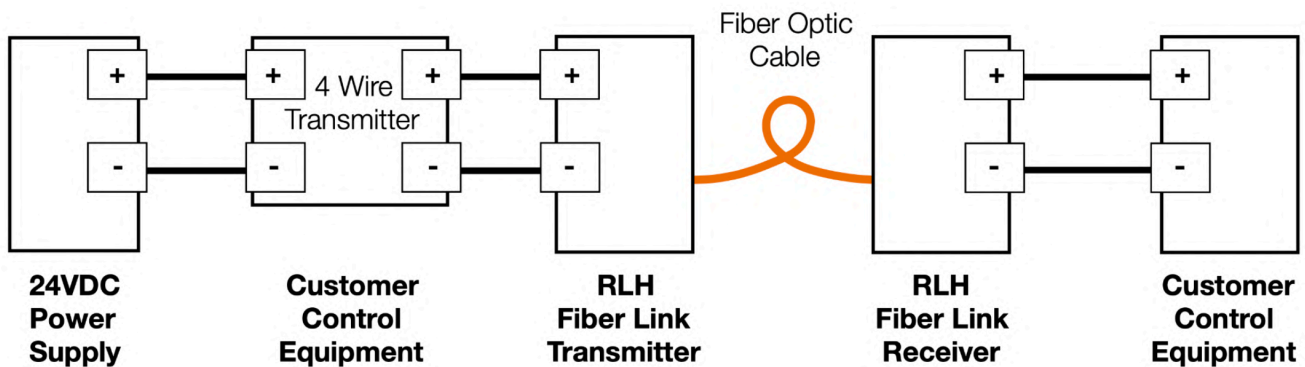 Fiber Optic
Cable
+ + + + + +
4 Wire
Transmitter
- - - - - -
24VDC
Power
Supply
Customer
Control
Equipment
RLH
Fiber Link
Transmitter
RLH
Fiber Link
Receiver
Customer
Control
Equipment